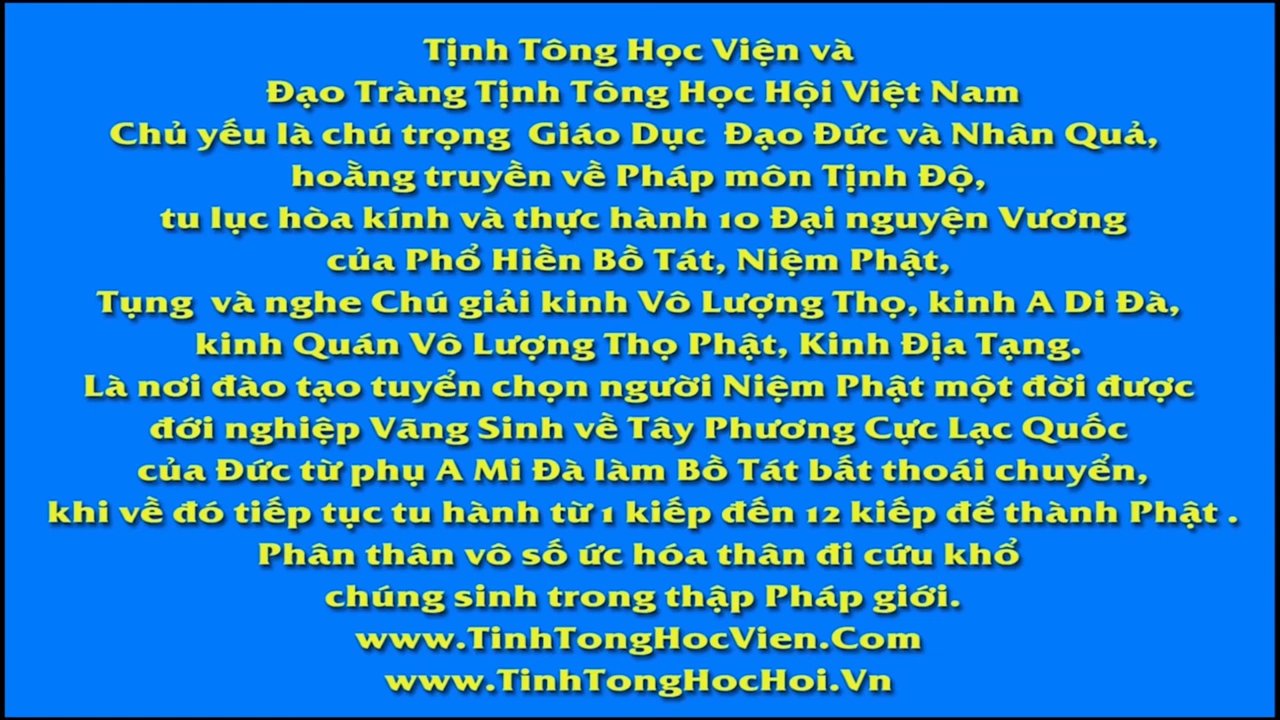 Tịnh Tông Học Viện và
Đạo Tràng Tịnh Tông Học Hội Việt Nam
Chủ yếu là chú trọng Giáo Dục Đạo Đức và Nhân Quả,
hoằng truyền về Pháp môn Tịnh Độ,
tu lục hòa kính và thực hành 10 Đại nguyện Vương
của Phổ Hiền Bồ Tát, Niệm Phật,
Tụng và nghe Chú giải kinh Vô Lượng Thọ, kinh A Di Đà,
kinh Quán Vô Lượng Thọ Phật, Kinh Địa Tạng.
Là nơi đào tạo tuyển chọn người Niệm Phật một đời được
đới nghiệp Vãng Sinh về Tây Phương Cực Lạc Quốc
của Đức từ phụ A Mi Đà làm Bồ Tát bất thoái chuyển,
khi về đó tiếp tục tu hành từ 1 kiếp đến 12 kiếp để thành Phật .
Phân thân vô số ức hóa thân đi cứu khổ
chúng sinh trong thập Pháp giới.
www.TinhTongHocVien.Com
www.TinhTongHocHoi.Vn